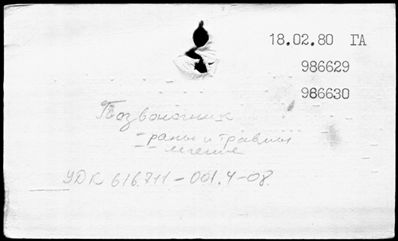 18.02.80 ГА
986629
986630
Позвоночник
- раны и травмы
- лечение
УДК 616.711-001.4-08.